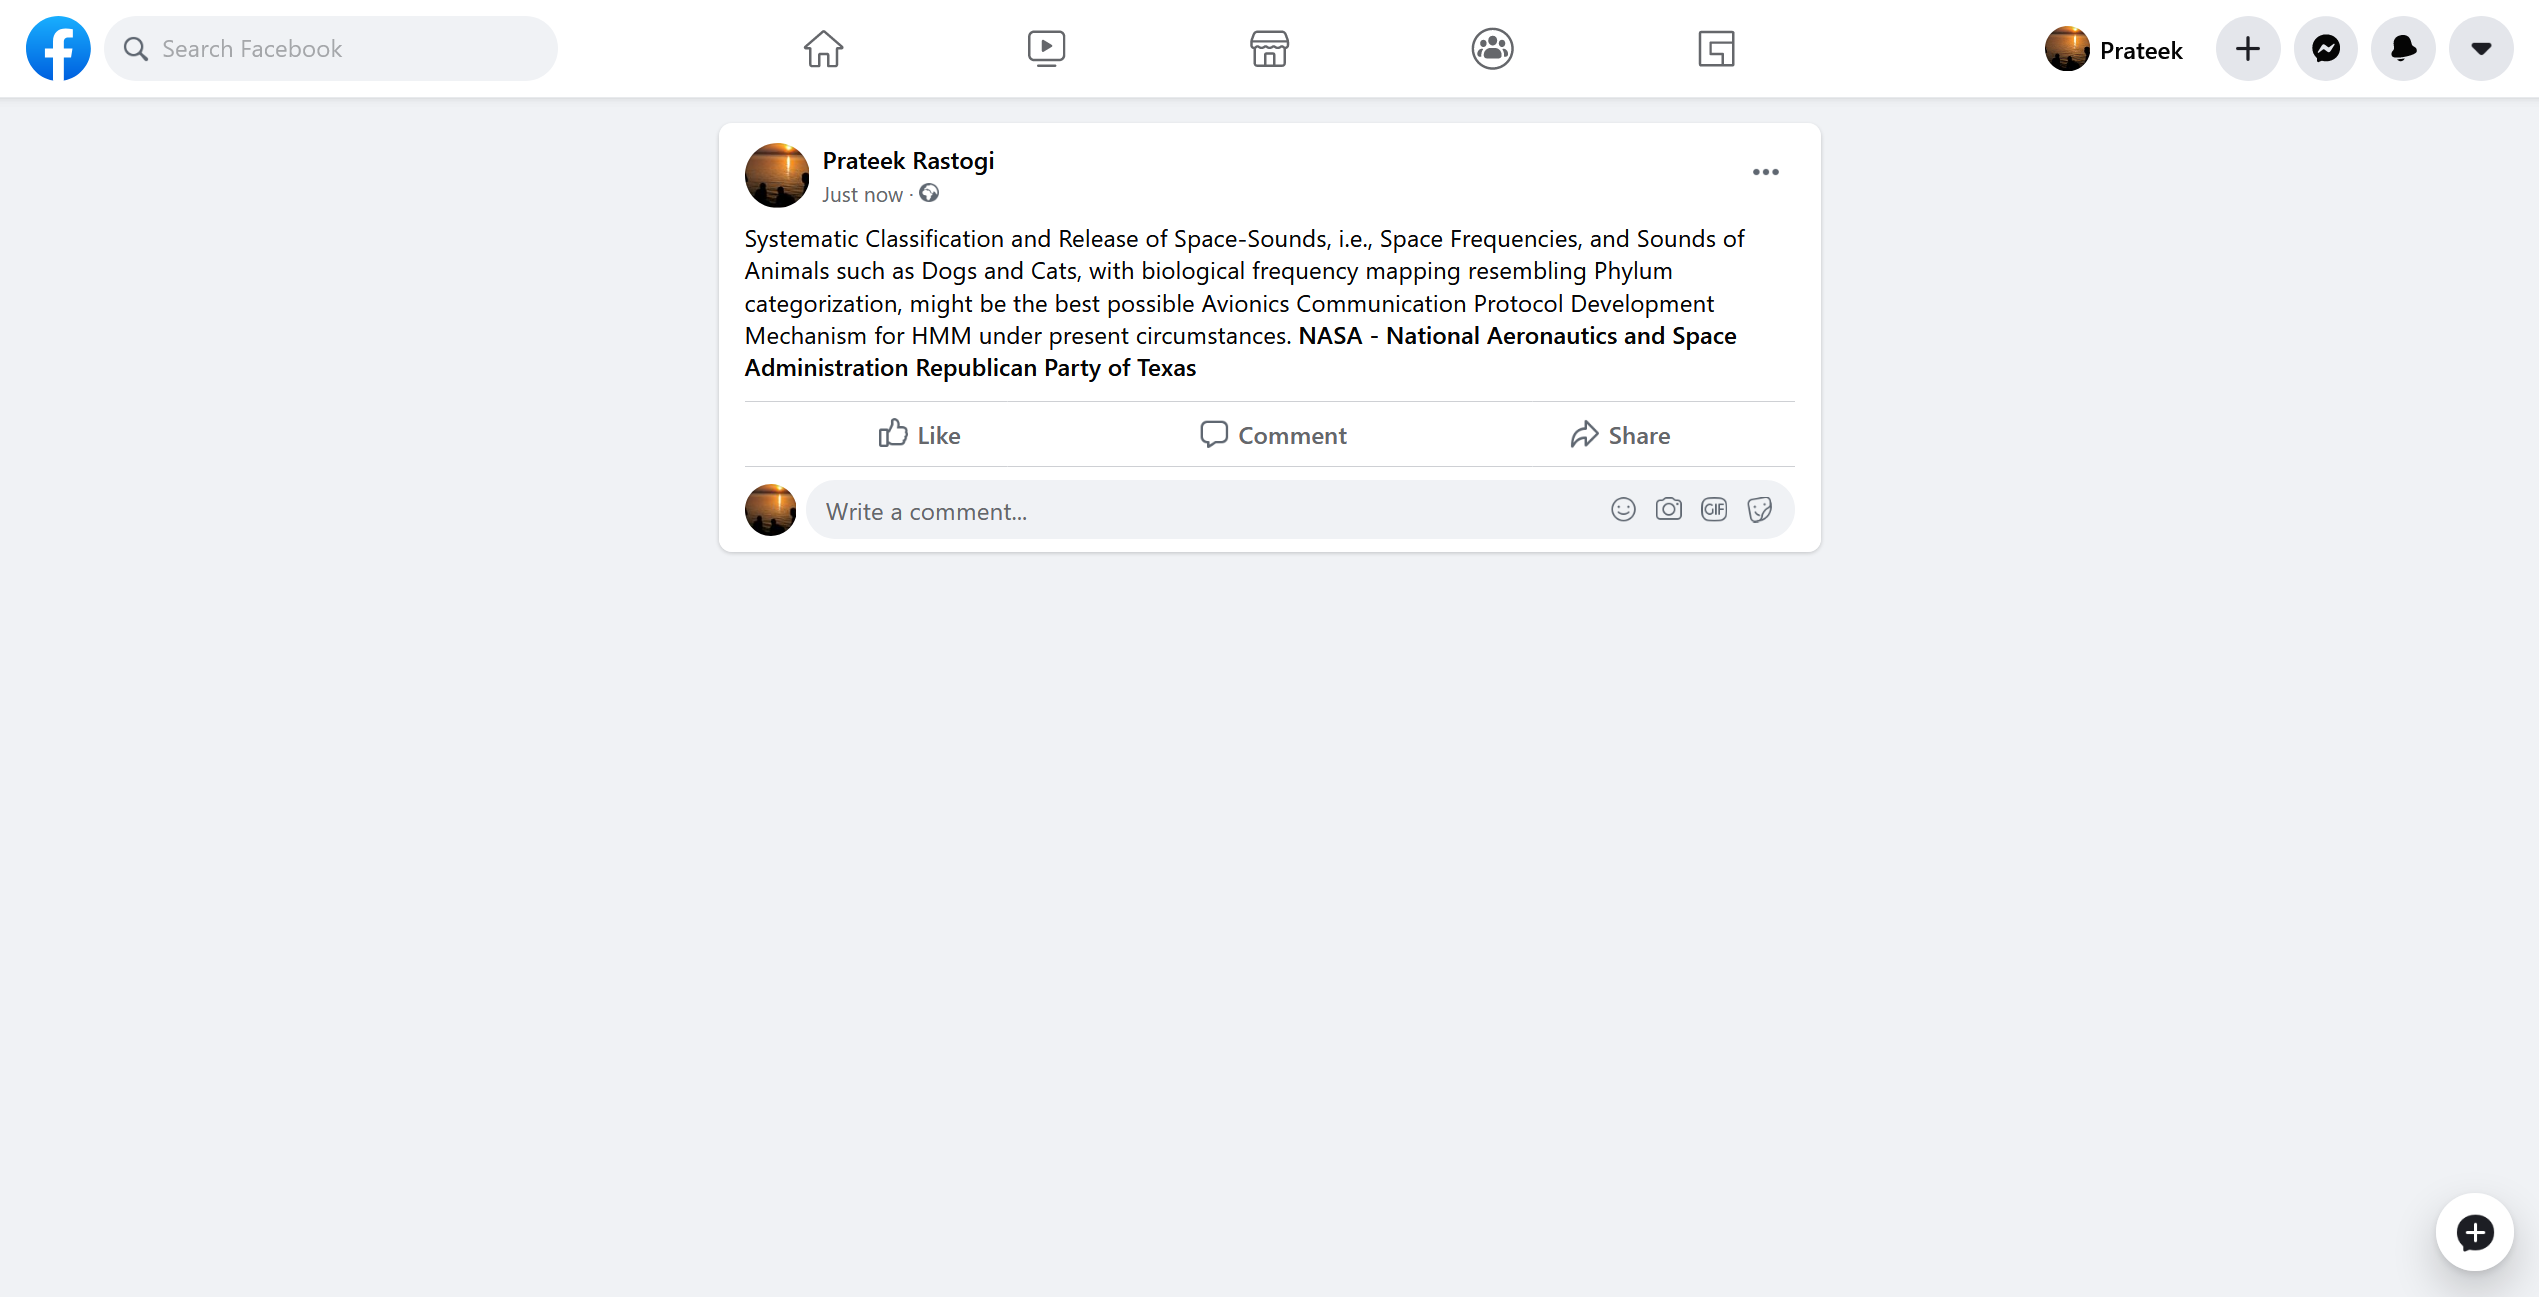 Search Facebook
Prateek
Prateek Rastogi
Just now ·
Systematic Classification and Release of Space-Sounds, i.e., Space Frequencies, and Sounds of
Animals such as Dogs and Cats, with biological frequency mapping resembling Phylum
categorization, might be the best possible Avionics Communication Protocol Development
Mechanism for HMM under present circumstances. NASA - National Aeronautics and Space
Administration Republican Party of Texas
Like Comment Share
Write a comment... GIF